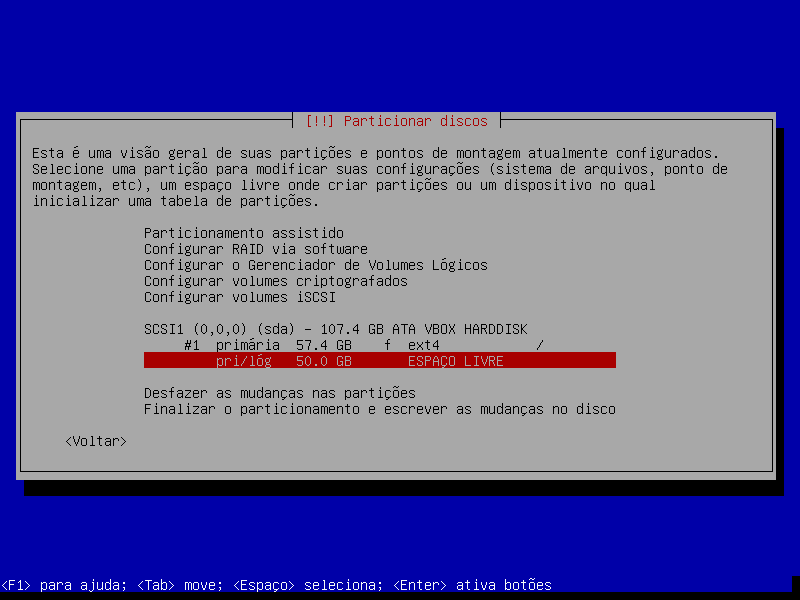 [!!] Particionar discos
Esta é uma visão geral de suas partições e pontos de montagem atualmente configurados.
Selecione uma partição para modificar suas configurações (sistema de arquivos, ponto de
montagem, etc), um espaço livre onde criar partições ou um dispositivo no qual
inicializar uma tabela de partições.
Particionamento assistido
Configurar RAID via software
Configurar o Gerenciador de Volumes Lógicos
Configurar volumes criptografados
Configurar volumes iSCSI
SCSI1 (0,0,0) (sda) - 107.4 GB ATA VBOX HARDDISK
#1 primária 57.4 GB f ext4 /
pri/lóg 50.0 GB ESPAÇO LIVRE
Desfazer as mudanças nas partições
Finalizar o particionamento e escrever as mudanças no disco
<Voltar>
<F1> para ajuda; <Tab> move; <Espaço> seleciona; <Enter> ativa botões